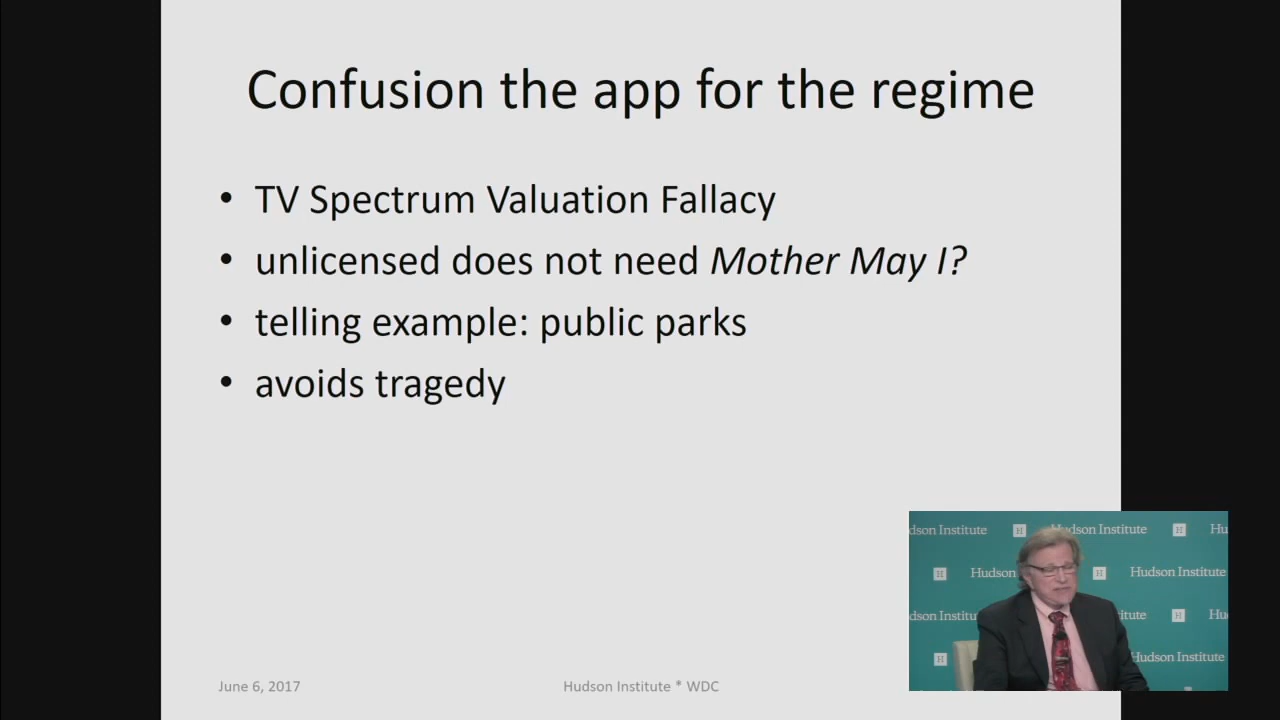 Confusion the app for the regime
• TV Spectrum Valuation Fallacy
• unlicensed does not need Mother May I?
• telling example: public parks
• avoids tragedy
June 6, 2017
Hudson Institute * WDC
dson Institute H Hudson Institute H Hu
H Hudson H Hudson Institute
dson Institu itute H Hu
H Hudson Institute